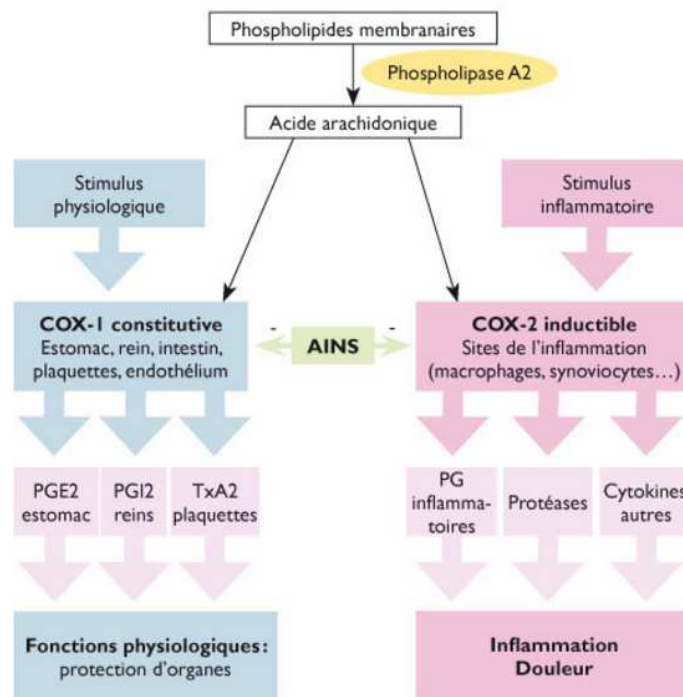 Phospholipides membranaires
Phospholipase A2
Acide arachidonique
Stimulus
physiologique
Stimulus
inflammatoire
COX-1 constitutive
Estomac, rein, intestin,
plaquettes, endothélium
-
AINS
-
COX-2 inductible
Sites de l'inflammation
(macrophages, synoviocytes…)
PGE2
estomac
PGI2
reins
TxA2
plaquettes
PG
inflamma-
toires
Protéases
Cytokines
autres
Fonctions physiologiques :
protection d'organes
Inflammation
Douleur